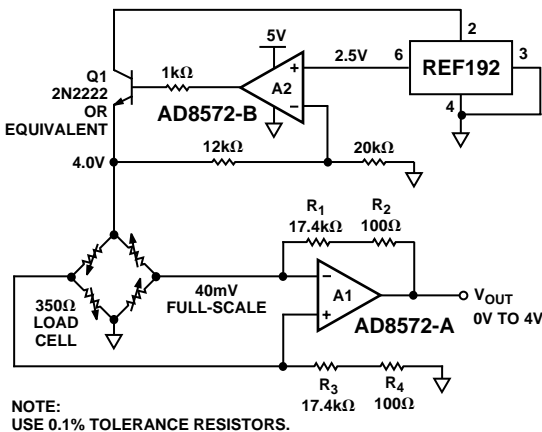 2
5V
1kΩ
2.5V
6
REF192
3
Q1
2N2222
OR
EQUIVALENT
+
A2
−
AD8572-B
4
12kΩ
20kΩ
4.0V
R1
17.4kΩ
R2
100Ω
350Ω
LOAD
CELL
40mV
FULL-SCALE
−
A1
+
AD8572-A
VOUT
0V TO 4V
R3
17.4kΩ
R4
100Ω
NOTE:
USE 0.1% TOLERANCE RESISTORS.